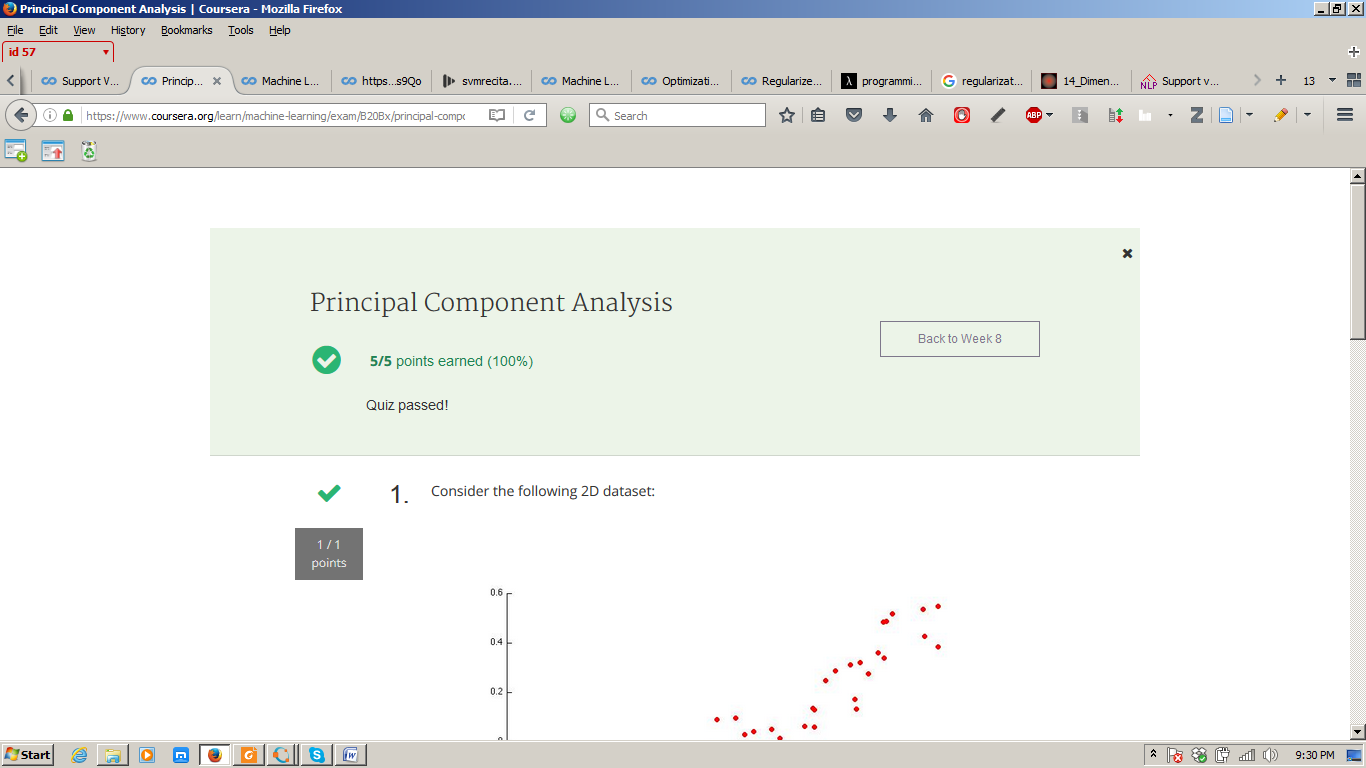 Principal Component Analysis | Coursera - Mozilla Firefox
File Edit View History Bookmarks Tools Help
id 57
Support V... Princip... Machine L... https...s9Qo svmrecita.... Machine L... Optimizati... Regularize... programmi... regularizat... 14_Dimen... NLP Support v... 13
https://www.coursera.org/learn/machine-learning/exam/B20Bx/principal-compo Search ABP
Principal Component Analysis
Back to Week 8
5/5 points earned (100%)
Quiz passed!
1. Consider the following 2D dataset:
1 / 1
points
0.6
0.4
0.2
Start 9:30 PM